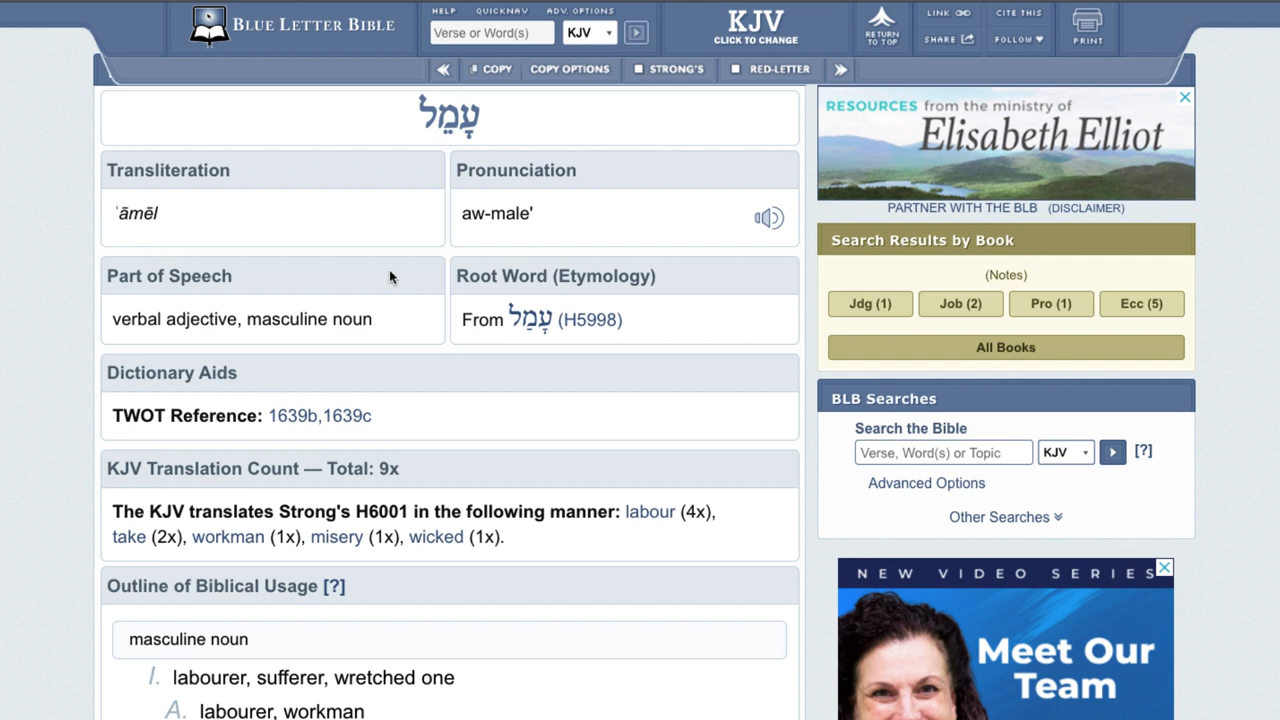 BLUE LETTER BIBLE
HELP QUICKNAV ADV. OPTIONS
Verse or Word(s) KJV
KJV
CLICK TO CHANGE
RETURN
TO TOP
LINK CITE THIS
SHARE FOLLOW
PRINT
COPY COPY OPTIONS STRONG'S RED-LETTER
עָמֵל
Transliteration
ʿāmēl
Pronunciation
aw-male'
Part of Speech
verbal adjective, masculine noun
Root Word (Etymology)
From עָמַל (H5998)
Dictionary Aids
TWOT Reference: 1639b,1639c
KJV Translation Count — Total: 9x
The KJV translates Strong's H6001 in the following manner: labour (4x),
take (2x), workman (1x), misery (1x), wicked (1x).
Outline of Biblical Usage [?]
masculine noun
I. labourer, sufferer, wretched one
A. labourer, workman
RESOURCES from the ministry of
Elisabeth Elliot
PARTNER WITH THE BLB (DISCLAIMER)
Search Results by Book
(Notes)
Jdg (1) Job (2) Pro (1) Ecc (5)
All Books
BLB Searches
Search the Bible
Verse, Word(s) or Topic KJV [?]
Advanced Options
Other Searches
NEW VIDEO SERIES
Meet Our
Team